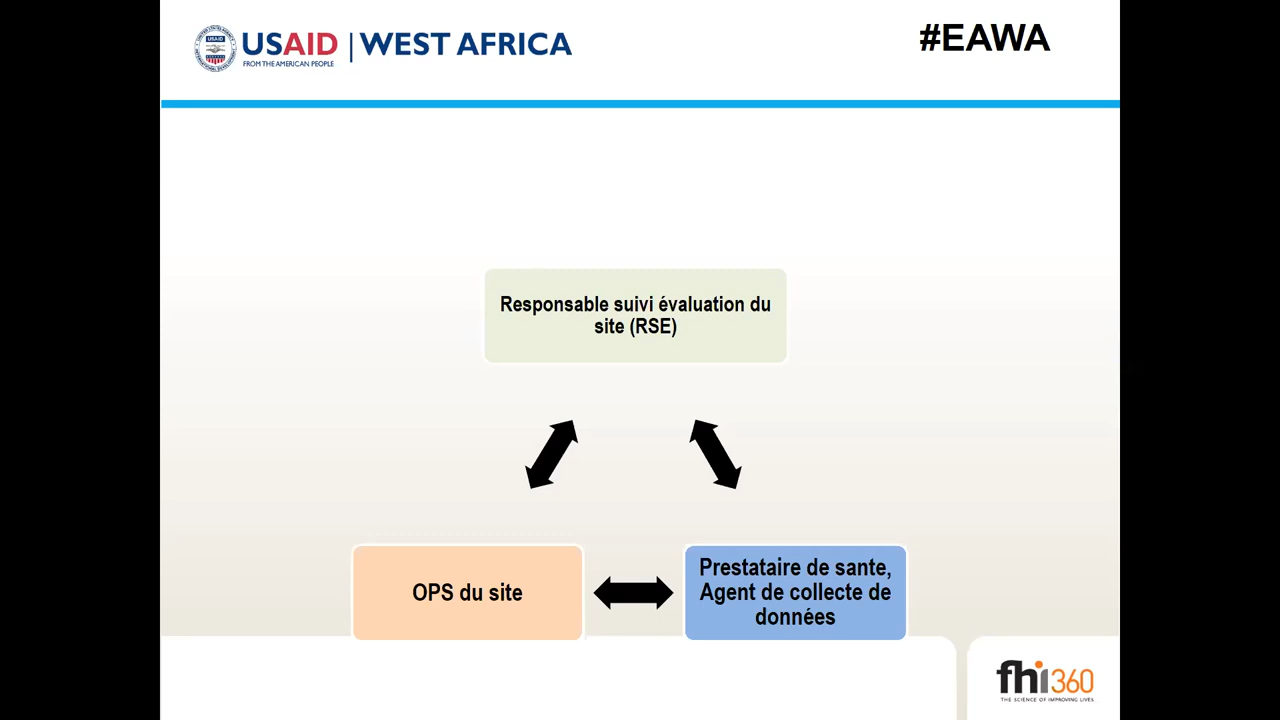 USAID | WEST AFRICA
FROM THE AMERICAN PEOPLE
#EAWA
Responsable suivi évaluation du
site (RSE)
OPS du site
Prestataire de sante,
Agent de collecte de
données
fhi360
THE SCIENCE OF IMPROVING LIVES